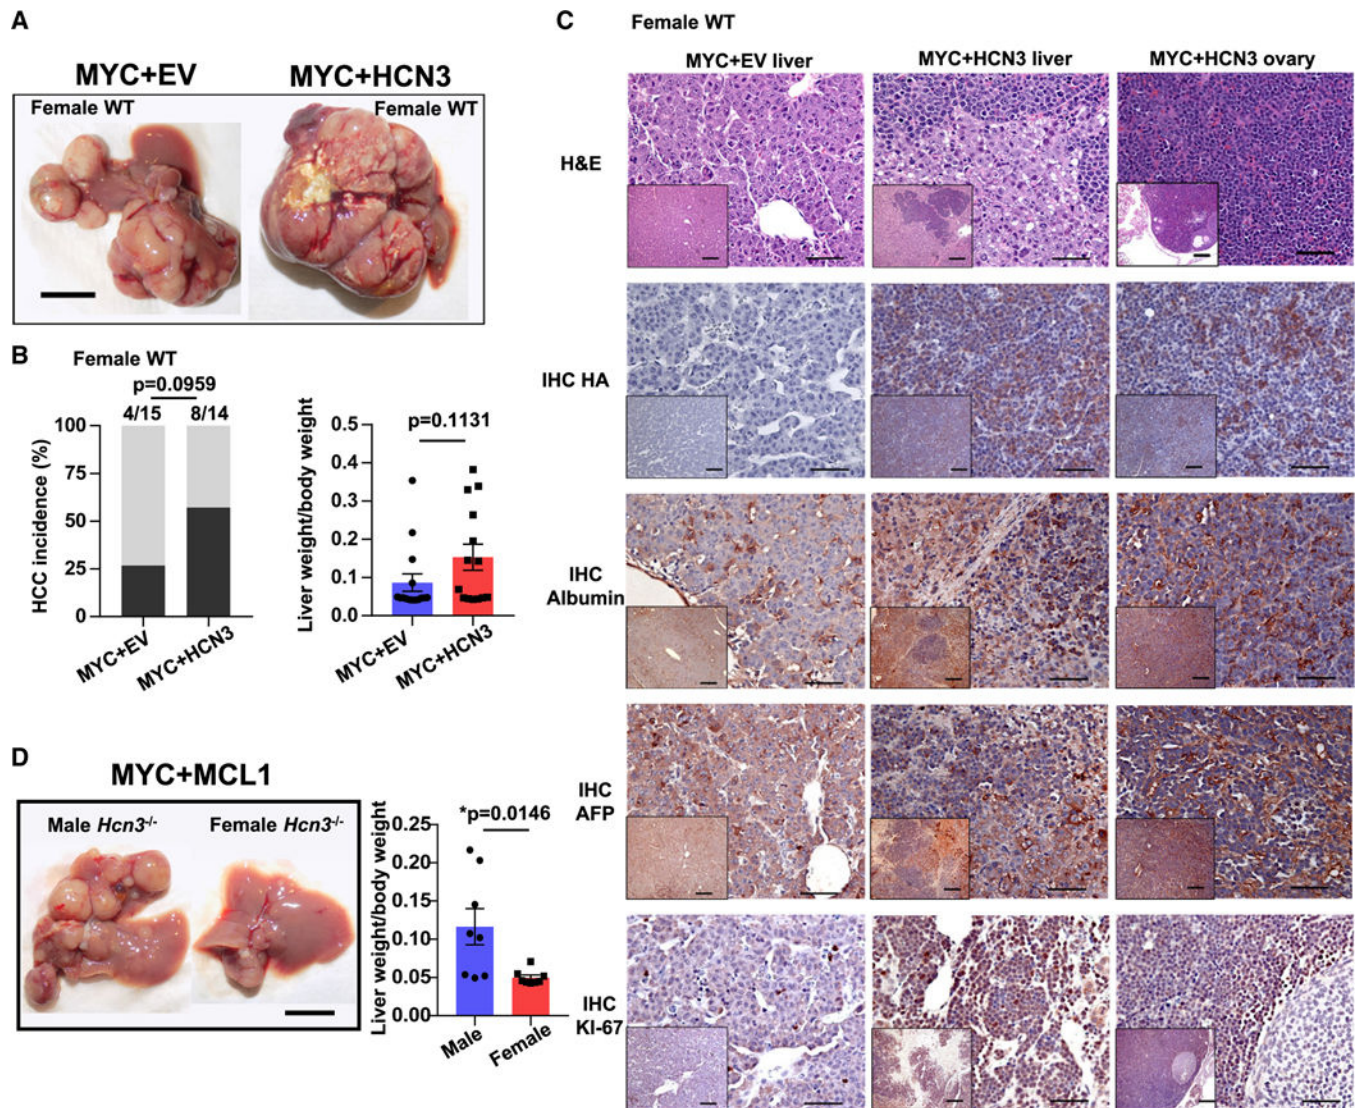 A
MYC+EV
MYC+HCN3
Female WT
Female WT
B
Female WT
p=0.0959
4/15
8/14
HCC incidence (%)
100
75
50
25
0
MYC+EV
MYC+HCN3
p=0.1131
Liver weight/body weight
0.5
0.4
0.3
0.2
0.1
0.0
MYC+EV
MYC+HCN3
C
Female WT
MYC+EV liver
MYC+HCN3 liver
MYC+HCN3 ovary
H&E
IHC HA
IHC
Albumin
IHC
AFP
IHC
KI-67
D
MYC+MCL1
Male Hcn3-/-
Female Hcn3-/-
*p=0.0146
Liver weight/body weight
0.25
0.20
0.15
0.10
0.05
0.00
Male
Female